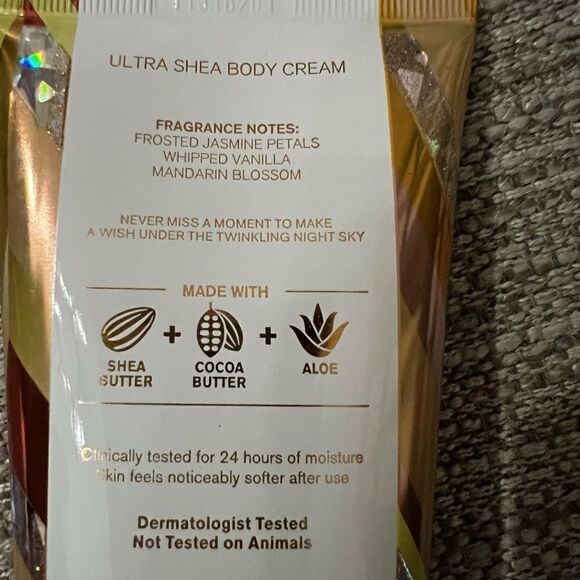 ULTRA SHEA BODY CREAM
FRAGRANCE NOTES:
FROSTED JASMINE PETALS
WHIPPED VANILLA
MANDARIN BLOSSOM
NEVER MISS A MOMENT TO MAKE
A WISH UNDER THE TWINKLING NIGHT SKY
MADE WITH
SHEA BUTTER + COCOA BUTTER + ALOE
Clinically tested for 24 hours of moisture
Skin feels noticeably softer after use
Dermatologist Tested
Not Tested on Animals